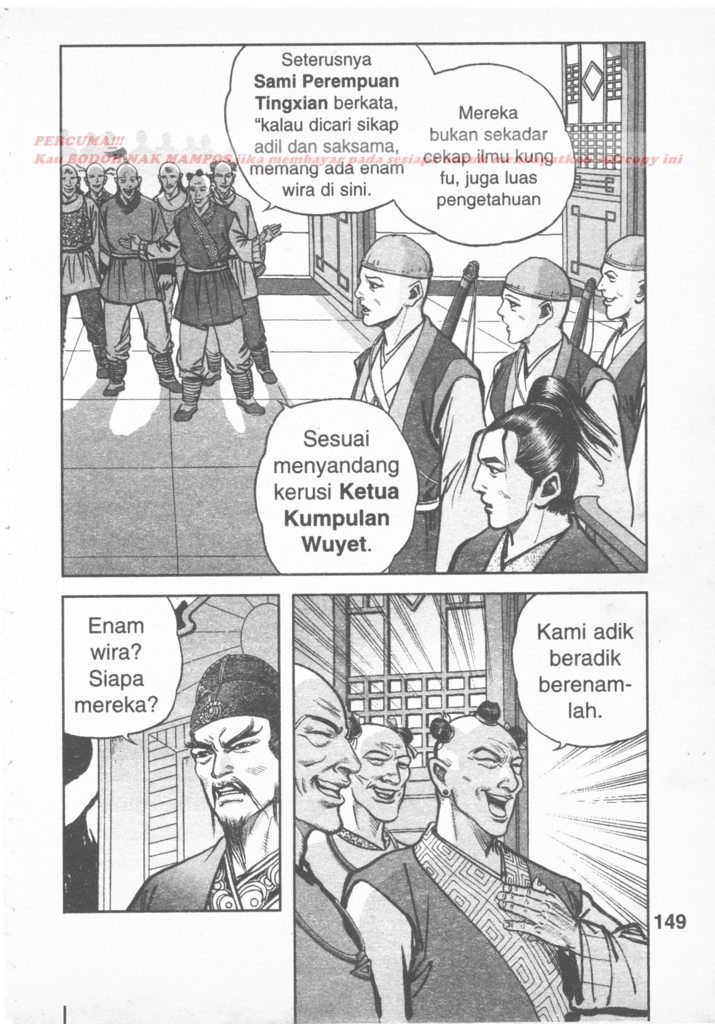 Seterusnya
Sami Perempuan
Tingxian berkata,
“kalau dicari sikap
adil dan saksama,
memang ada enam
wira di sini.
Mereka
bukan sekadar
cekap ilmu kung
fu, juga luas
pengetahuan
PERCUMA!!!
Kau BODOH NAK MAMPOS jika membayar pada sesiapa
copy ini
Sesuai
menyandang
kerusi Ketua
Kumpulan
Wuyet.
Enam
wira?
Siapa
mereka?
Kami adik
beradik
berenam-
lah.
149